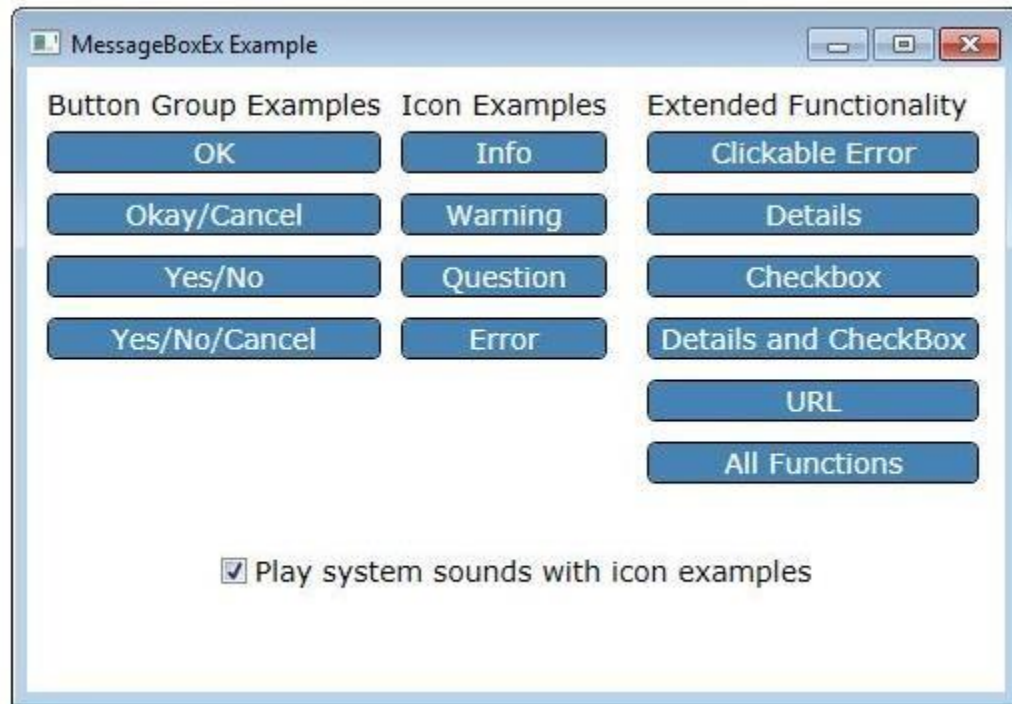 MessageBoxEx Example
Button Group Examples
OK
Okay/Cancel
Yes/No
Yes/No/Cancel
Icon Examples
Info
Warning
Question
Error
Extended Functionality
Clickable Error
Details
Checkbox
Details and CheckBox
URL
All Functions
Play system sounds with icon examples